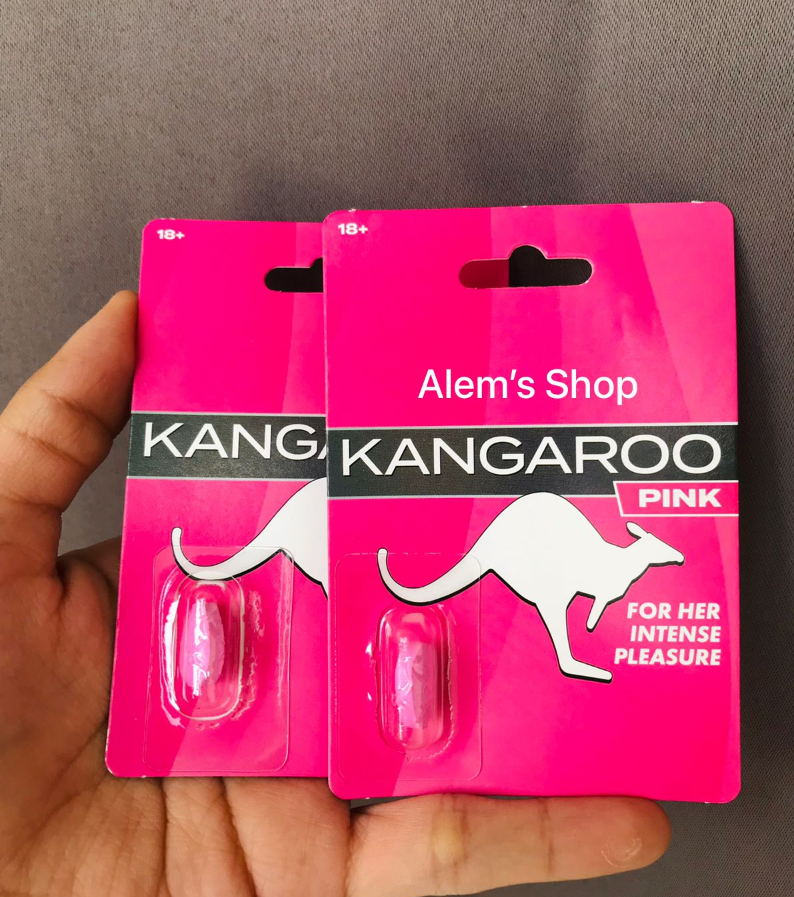 18+
KANGA
18+
Alem’s Shop
KANGAROO
PINK
FOR HER
INTENSE
PLEASURE